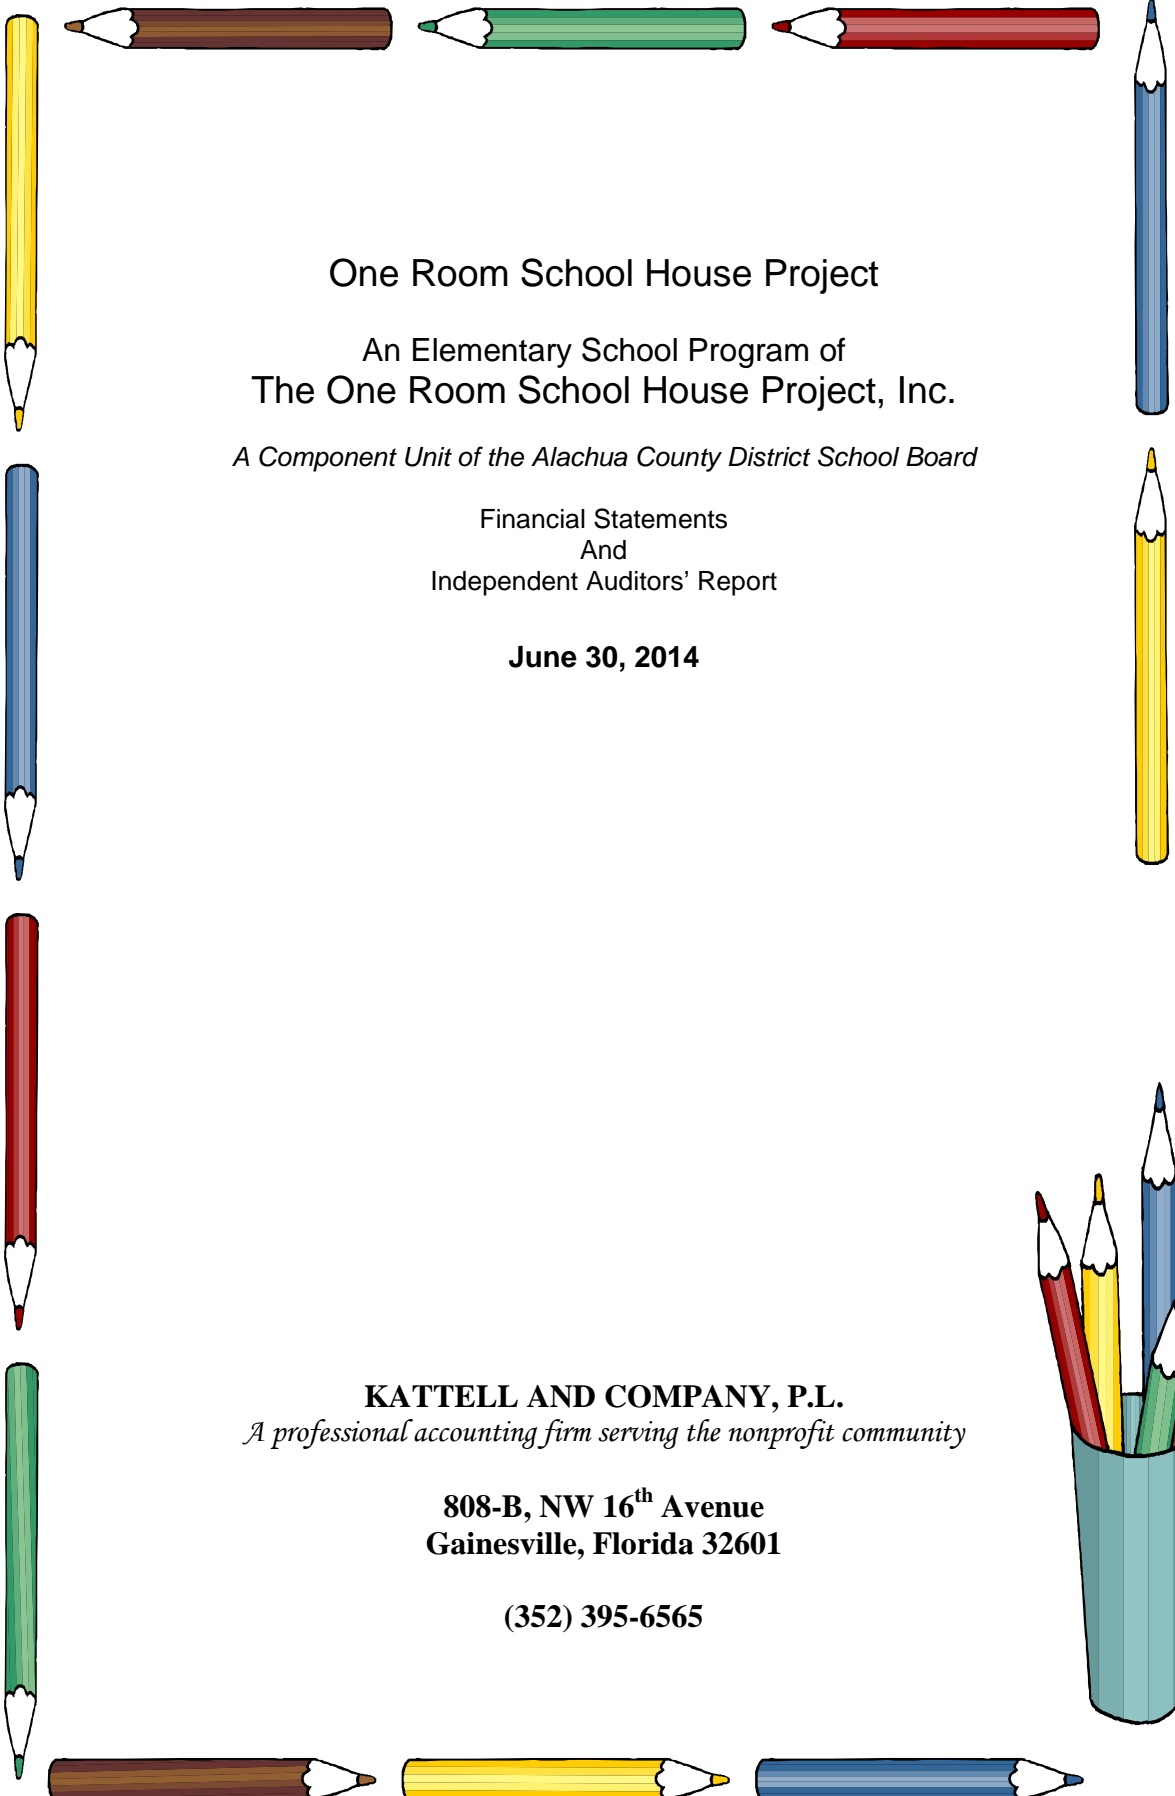 One Room School House Project
An Elementary School Program of
The One Room School House Project, Inc.
A Component Unit of the Alachua County District School Board
Financial Statements
And
Independent Auditors’ Report
June 30, 2014
KATTELL AND COMPANY, P.L.
A professional accounting firm serving the nonprofit community
808-B, NW 16th Avenue
Gainesville, Florida 32601
(352) 395-6565